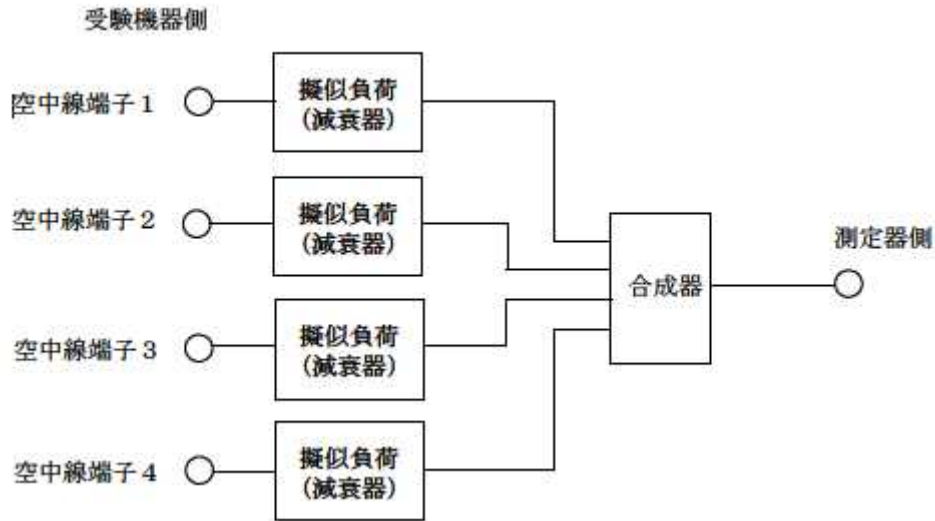 受験機器側
空中線端子1
擬似負荷
(減衰器)
空中線端子2
擬似負荷
(減衰器)
合成器
測定器側
空中線端子3
擬似負荷
(減衰器)
空中線端子4
擬似負荷
(減衰器)